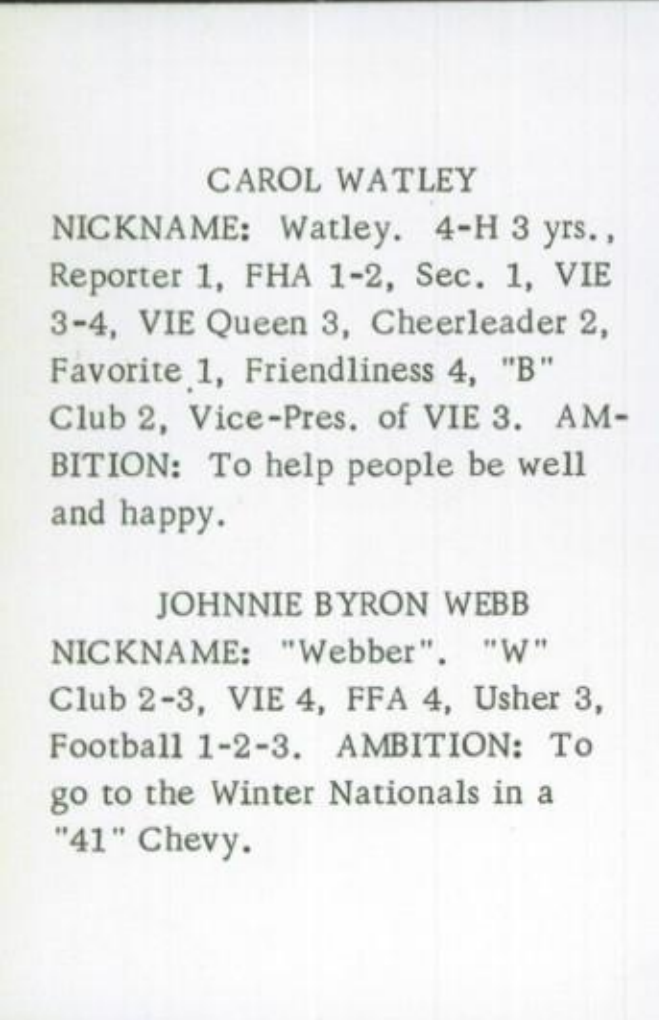 CAROL WATLEY
NICKNAME: Watley. 4-H 3 yrs.,
Reporter 1, FHA 1-2, Sec. 1, VIE
3-4, VIE Queen 3, Cheerleader 2,
Favorite 1, Friendliness 4, "B"
Club 2, Vice-Pres. of VIE 3. AM-
BITION: To help people be well
and happy.
JOHNNIE BYRON WEBB
NICKNAME: "Webber". "W"
Club 2-3, VIE 4, FFA 4, Usher 3,
Football 1-2-3. AMBITION: To
go to the Winter Nationals in a
"41" Chevy.